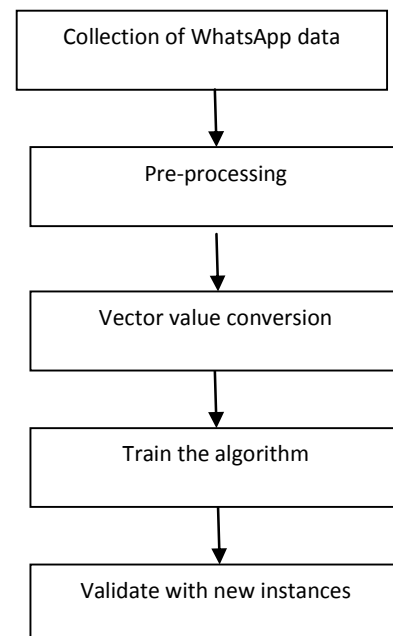 Collection of WhatsApp data
Pre-processing
Vector value conversion
Train the algorithm
Validate with new instances